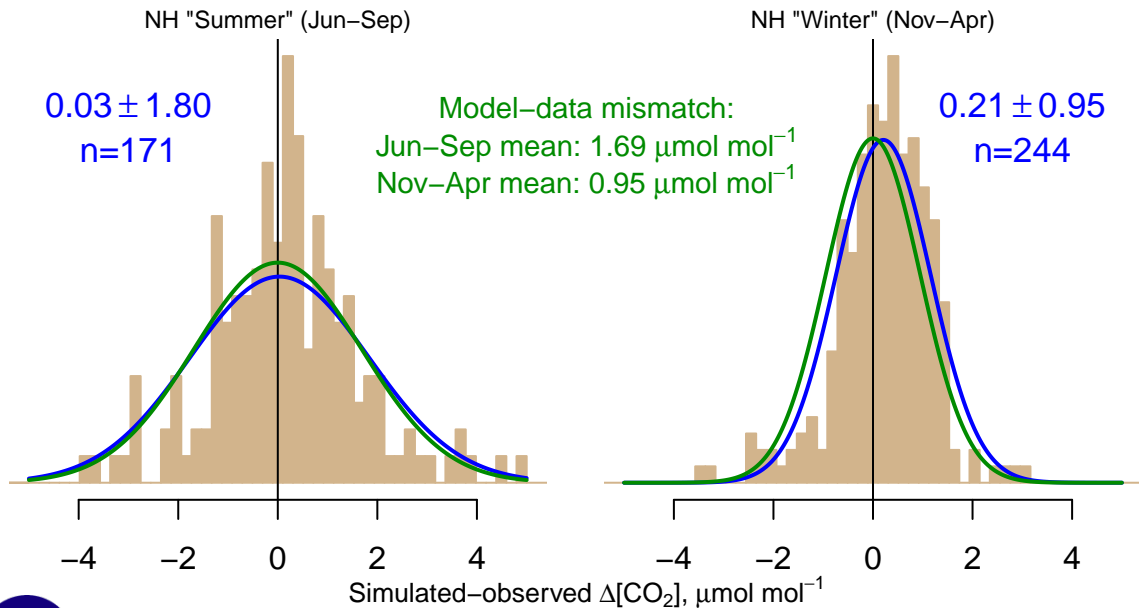 NH "Summer" (Jun−Sep)
NH "Winter" (Nov−Apr)
0.03 ± 1.80
n=171
Model−data mismatch:
Jun−Sep mean: 1.69 μmol mol⁻¹
Nov−Apr mean: 0.95 μmol mol⁻¹
0.21 ± 0.95
n=244
−4 −2 0 2 4
−4 −2 0 2 4
Simulated−observed Δ[CO₂], μmol mol⁻¹